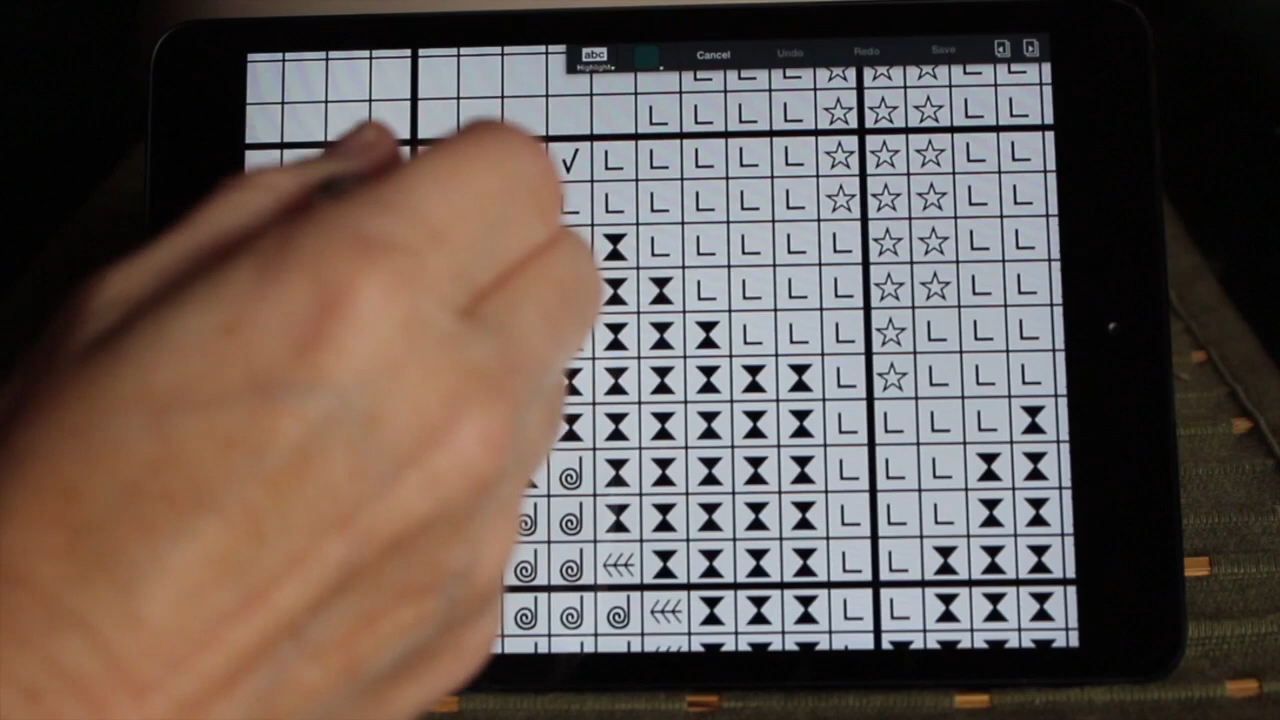 abc Cancel Undo Redo Save
Highlight
L L L L ☆ ☆ ☆ L L
L L L L ☆ ☆ ☆ L L
√ L L L L L ☆ ☆ ☆ L L
L L L L L L ☆ ☆ ☆ L L
L L L L L ☆ ☆ L L
L L L L ☆ ☆ L L
L L L ☆ L L L
L ☆ L L L
L L L L
L L L
L L L
L L
L L